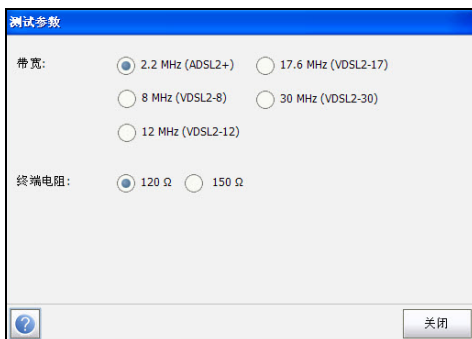 测试参数
带宽: 2.2 MHz (ADSL2+) 17.6 MHz (VDSL2-17)
8 MHz (VDSL2-8) 30 MHz (VDSL2-30)
12 MHz (VDSL2-12)
终端电阻: 120 Ω 150 Ω
?
关闭